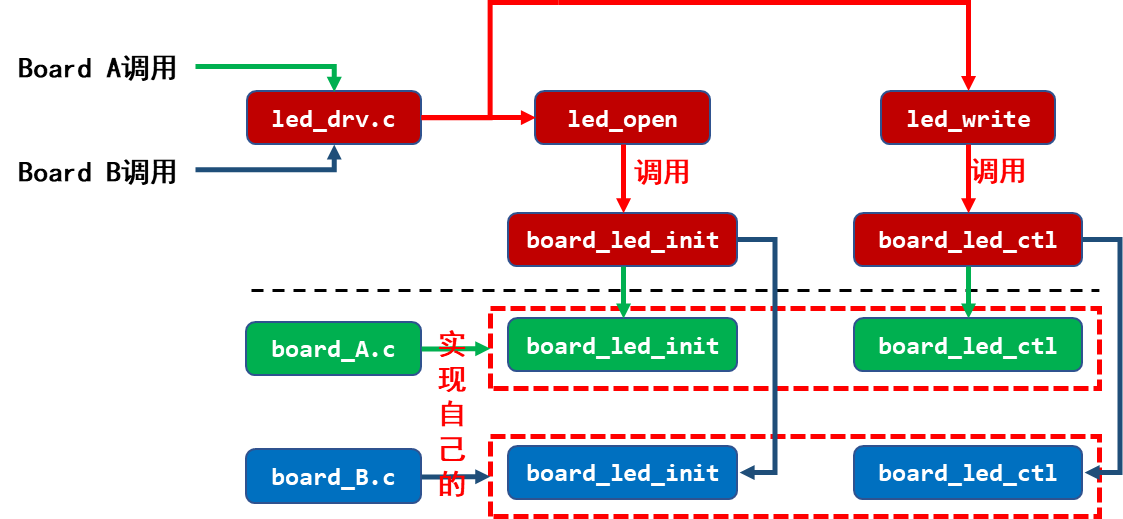 Board A调用
led_drv.c
led_open
led_write
Board B调用
调用
调用
board_led_init
board_led_ctl
board_A.c
实现自己的
board_led_init
board_led_ctl
board_B.c
board_led_init
board_led_ctl